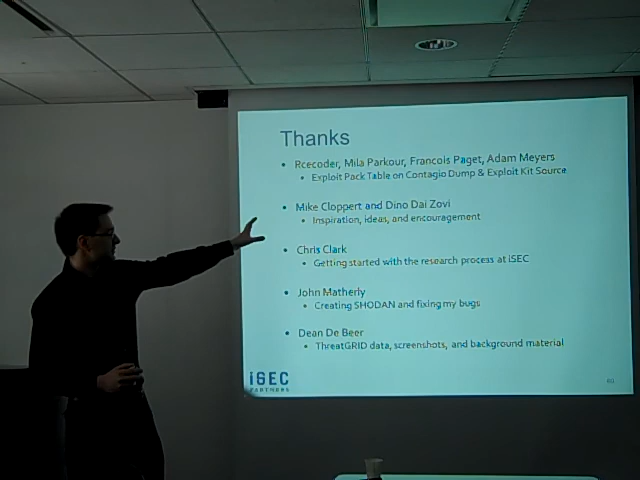 Thanks
• Rcecoder, Mila Parkour, Francois Paget, Adam Meyers
• Exploit Pack Table on Contagio Dump & Exploit Kit Source
• Mike Cloppert and Dino Dai Zovi
• Inspiration, ideas, and encouragement
• Chris Clark
• Getting started with the research process at iSEC
• John Matherly
• Creating SHODAN and fixing my bugs
• Dean De Beer
• ThreatGRID data, screenshots, and background material
iSEC
PARTNERS
60